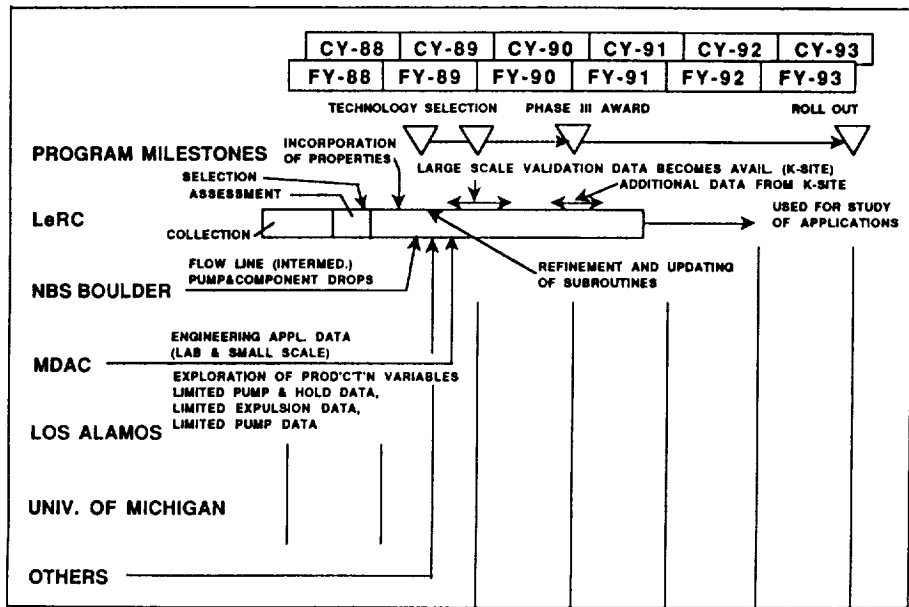 CY-88 CY-89 CY-90 CY-91 CY-92 CY-93
FY-88 FY-89 FY-90 FY-91 FY-92 FY-93
TECHNOLOGY SELECTION PHASE III AWARD ROLL OUT
PROGRAM MILESTONES
INCORPORATION
OF PROPERTIES
LARGE SCALE VALIDATION DATA BECOMES AVAIL. (K-SITE)
SELECTION
ADDITIONAL DATA FROM K-SITE
ASSESSMENT
LeRC
COLLECTION
USED FOR STUDY
OF APPLICATIONS
FLOW LINE (INTERMED.)
PUMP&COMPONENT DROPS
REFINEMENT AND UPDATING
OF SUBROUTINES
NBS BOULDER
ENGINEERING APPL. DATA
(LAB & SMALL SCALE)
MDAC
EXPLORATION OF PROD'C'T'N VARIABLES
LIMITED PUMP & HOLD DATA,
LIMITED EXPULSION DATA,
LIMITED PUMP DATA
LOS ALAMOS
UNIV. OF MICHIGAN
OTHERS